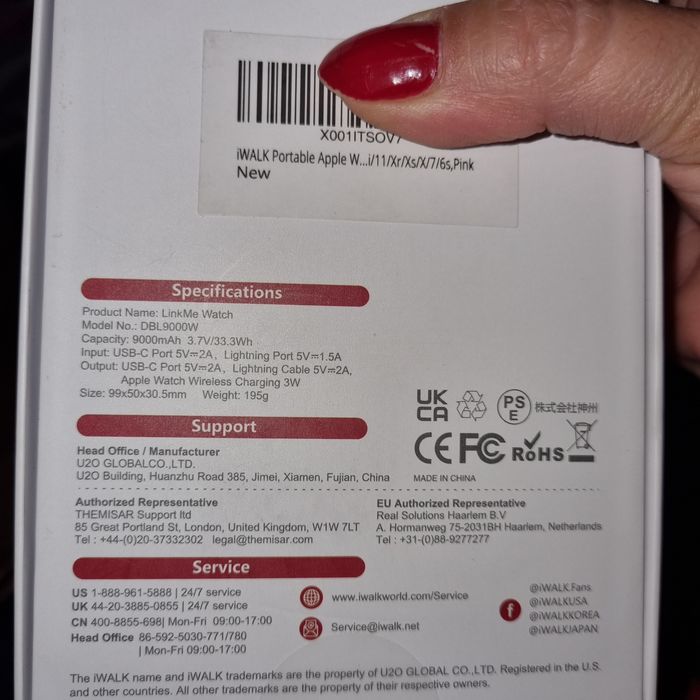 X001ITSOV7
iWALK Portable Apple W...i/11/Xr/Xs/X/7/6s,Pink
New
Specifications
Product Name: LinkMe Watch
Model No.: DBL9000W
Capacity: 9000mAh 3.7V/33.3Wh
Input: USB-C Port 5V⎓2A, Lightning Port 5V⎓1.5A
Output: USB-C Port 5V⎓2A, Lightning Cable 5V⎓2A,
Apple Watch Wireless Charging 3W
Size: 99x50x30.5mm Weight: 195g
UK
CA
PS
E
株式会社神州
CE FC RoHS
MADE IN CHINA
Support
Head Office / Manufacturer
U2O GLOBALCO.,LTD.
U2O Building, Huanzhu Road 385, Jimei, Xiamen, Fujian, China
Authorized Representative
THEMISAR Support ltd
85 Great Portland St, London, United Kingdom, W1W 7LT
Tel : +44-(0)20-37332302 legal@themisar.com
EU Authorized Representative
Real Solutions Haarlem B.V
A. Hormanweg 75-2031BH Haarlem, Netherlands
Tel : +31-(0)88-9277277
Service
US 1-888-961-5888 | 24/7 service
UK 44-20-3885-0855 | 24/7 service
CN 400-8855-698| Mon-Fri 09:00-17:00
Head Office 86-592-5030-771/780
| Mon-Fri 09:00-17:00
www.iwalkworld.com/Service
Service@iwalk.net
f
@iWALK.Fans
@iWALKUSA
@iWALKKOREA
@iWALKJAPAN
The iWALK name and iWALK trademarks are the property of U2O GLOBAL CO.,LTD. Registered in the U.S.
and other countries. All other trademarks are the property of their respective owners.